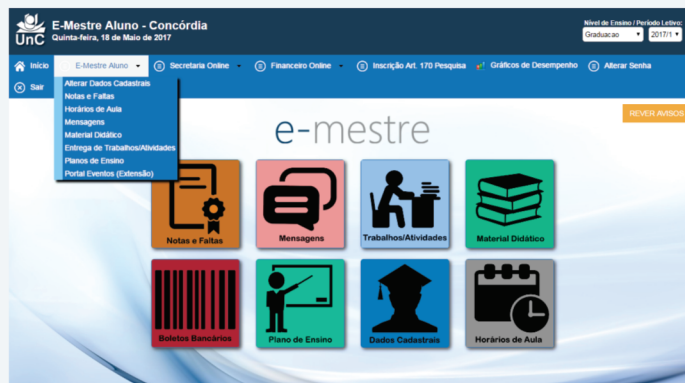 UnC
E-Mestre Aluno - Concórdia
Quinta-feira, 18 de Maio de 2017
Nível de Ensino / Período Letivo:
Graduacao 2017/1
Início E-Mestre Aluno Secretaria Online Financeiro Online Inscrição Art. 170 Pesquisa Gráficos de Desempenho Alterar Senha
Sair
Alterar Dados Cadastrais
Notas e Faltas
Horários de Aula
Mensagens
Material Didático
Entrega de Trabalhos/Atividades
Planos de Ensino
Portal Eventos (Extensão)
REVER AVISOS
e-mestre
Notas e Faltas
Mensagens
Trabalhos/Atividades
Material Didático
Boletos Bancários
Plano de Ensino
Dados Cadastrais
Horários de Aula